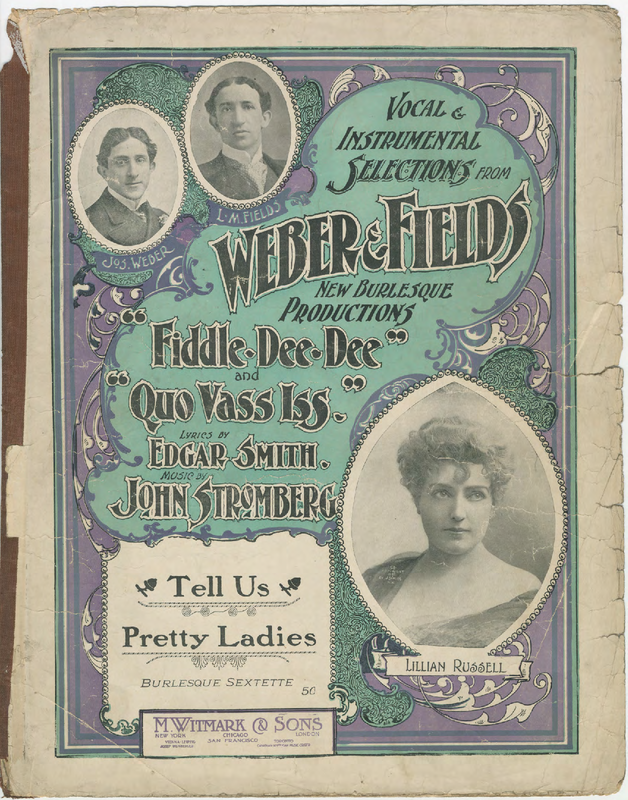 VOCAL &
INSTRUMENTAL
SELECTIONS FROM
WEBER & FIELDS
NEW BURLESQUE
PRODUCTIONS
L. M. FIELDS
JOS. WEBER
"Fiddle-Dee-Dee"
and
"Quo Vass Iss."
LYRICS BY
EDGAR SMITH.
MUSIC BY
JOHN STROMBERG
Tell Us
Pretty Ladies
BURLESQUE SEXTETTE
50
LILLIAN RUSSELL
M. WITMARK & SONS
NEW YORK CHICAGO LONDON
SAN FRANCISCO